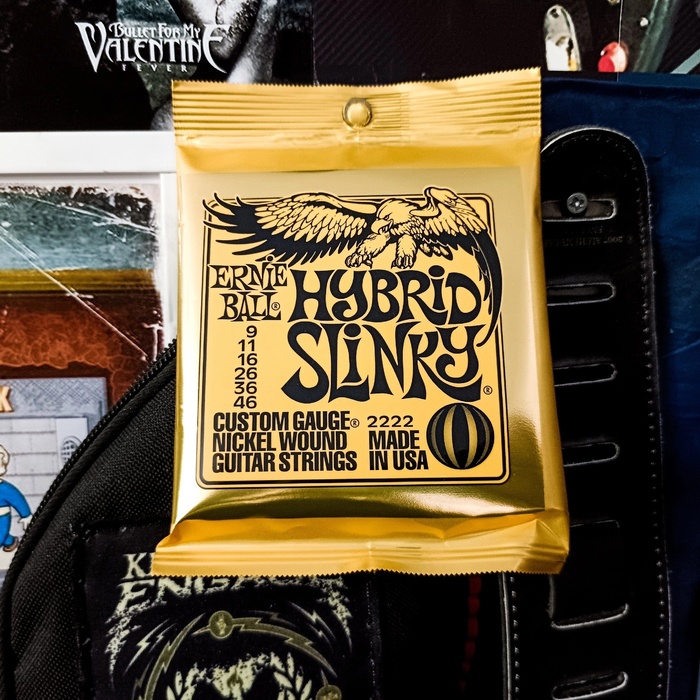 BULLET FOR MY
VALENTINE
FEVER
ERNIE
BALL®
HYBRID
SLINKY®
9
11
16
26
36
46
CUSTOM GAUGE® 2222
NICKEL WOUND MADE
GUITAR STRINGS IN USA